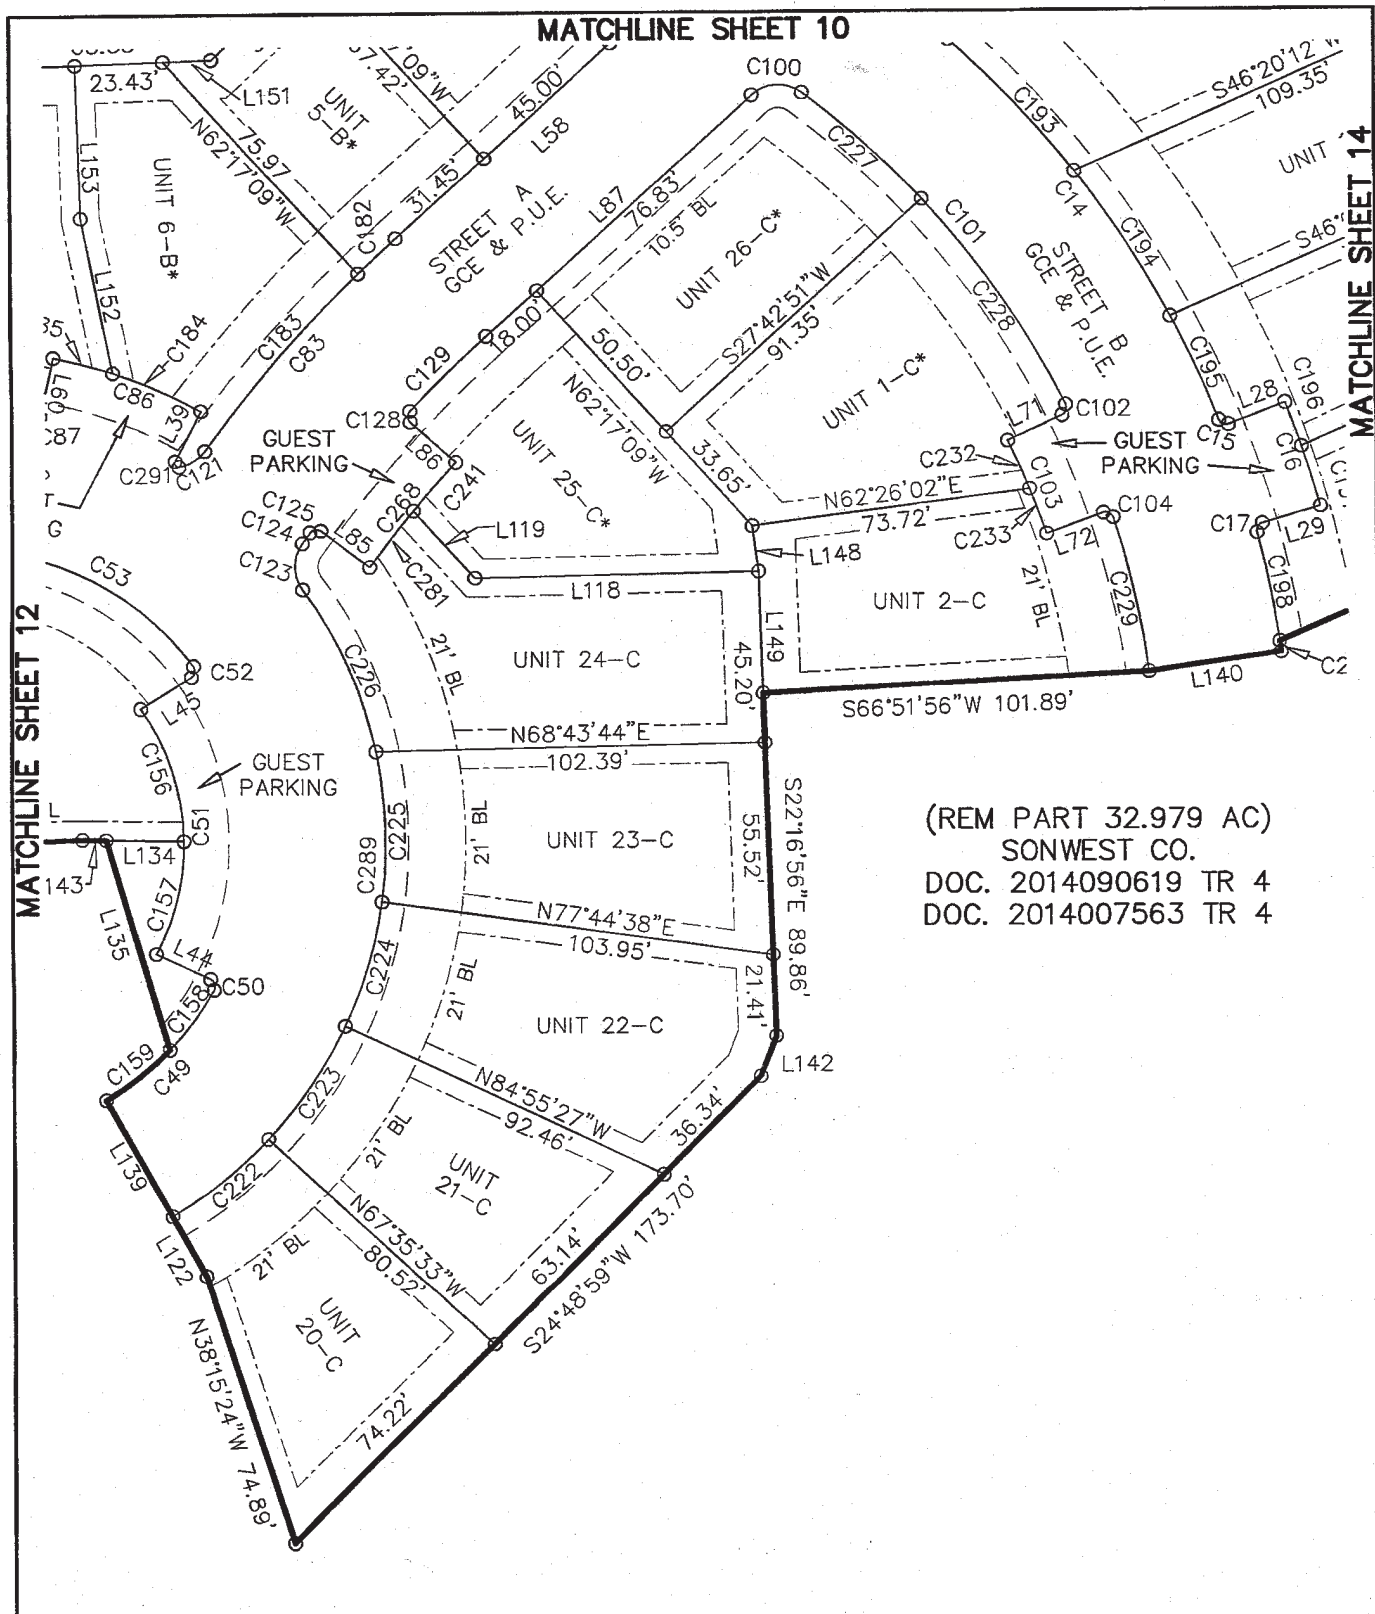 MATCHLINE SHEET 10
23.43'
L151
UNIT
5-B*
09"W
45.00'
L58
C100
C193
S46°20'12"W
109.35'
UNIT
MATCHLINE SHEET 14
L153
75.97
N62°17'09"W
UNIT 6-B*
C182
31.45'
STREET A
GCE & P.U.E.
L87
76.83'
10.5' BL
UNIT 26-C*
C227
C101
C14
C194
STREET B
GCE & P.U.E.
L152
C184
C183
C83
18.00'
50.50'
S27°42'51"W
91.35'
C228
UNIT 1-C*
C195
L28
C196
C86
L39
C87
C129
C128
GUEST
PARKING
L86
C241
N62°17'09"W
UNIT 25-C*
33.65'
L71
C102
GUEST
PARKING
C15
C16
C291
C121
C232
C103
N62°26'02"E
73.72'
C233
L72
C104
C17
L29
C125
C124
C268
L85
L119
C123
C281
L118
L148
UNIT 2-C
21' BL
C229
C198
C53
MATCHLINE SHEET 12
C52
L45
C226
21' BL
UNIT 24-C
L149
45.20'
L140
S66°51'56"W 101.89'
N68°43'44"E
102.39'
C156
GUEST
PARKING
C51
L134
C157
L135
L44
C50
C158
C159
C49
C225
C289
21' BL
UNIT 23-C
55.52'
S22°16'56"E 89.86'
(REM PART 32.979 AC)
SONWEST CO.
DOC. 2014090619 TR 4
DOC. 2014007563 TR 4
N77°44'38"E
103.95'
C224
21' BL
21.41'
UNIT 22-C
L142
C223
N84°55'27"W
92.46'
36.34'
L139
C222
21' BL
UNIT
21-C
L122
N67°35'33"W
80.52'
63.14'
S24°48'59"W 173.70'
21' BL
UNIT
20-C
N38°15'24"W 74.89'
74.22'